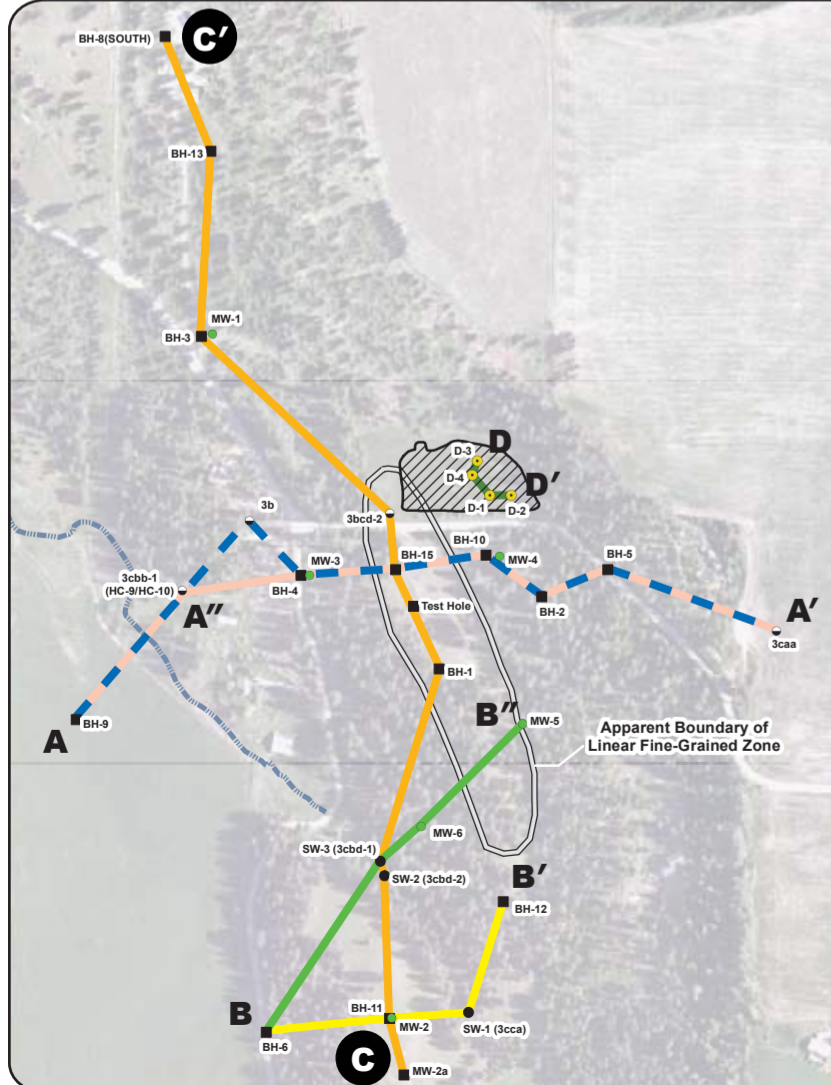 BH-8(SOUTH)
C'
BH-13
MW-1
BH-3
D
D-3
D-4
D'
D-1
D-2
3b
3bcd-2
BH-10
MW-4
BH-15
MW-3
BH-5
3cbb-1
(HC-9/HC-10)
BH-4
A"
BH-2
A'
Test Hole
3caa
BH-1
B"
MW-5
A
BH-9
Apparent Boundary of
Linear Fine-Grained Zone
MW-6
SW-3 (3cbd-1)
SW-2 (3cbd-2)
B'
BH-12
B
BH-11
MW-2
SW-1 (3cca)
BH-6
C
MW-2a